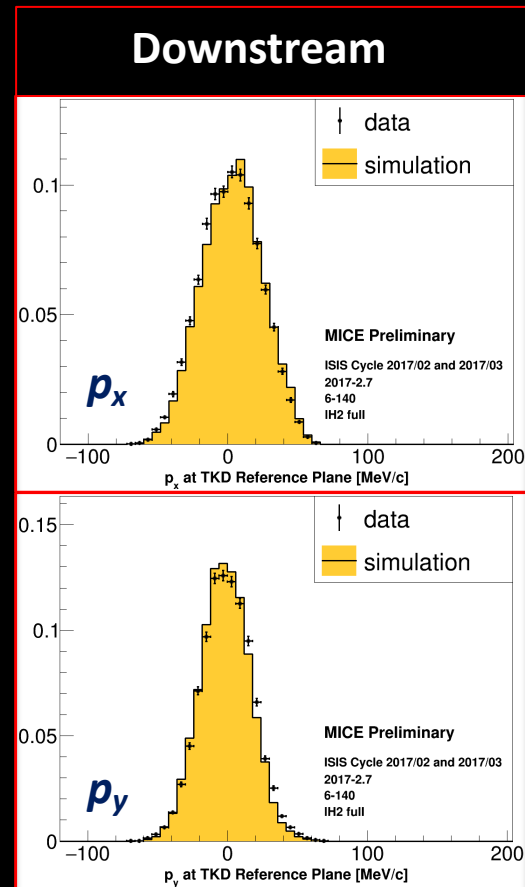 Downstream
data
simulation
0.1
0.05
0
MICE Preliminary
ISIS Cycle 2017/02 and 2017/03
2017-2.7
6-140
IH2 full
px
−100 0 100 200
px at TKD Reference Plane [MeV/c]
0.15
data
simulation
0.1
0.05
0
MICE Preliminary
ISIS Cycle 2017/02 and 2017/03
2017-2.7
6-140
IH2 full
py
−100 0 100 200
py at TKD Reference Plane [MeV/c]